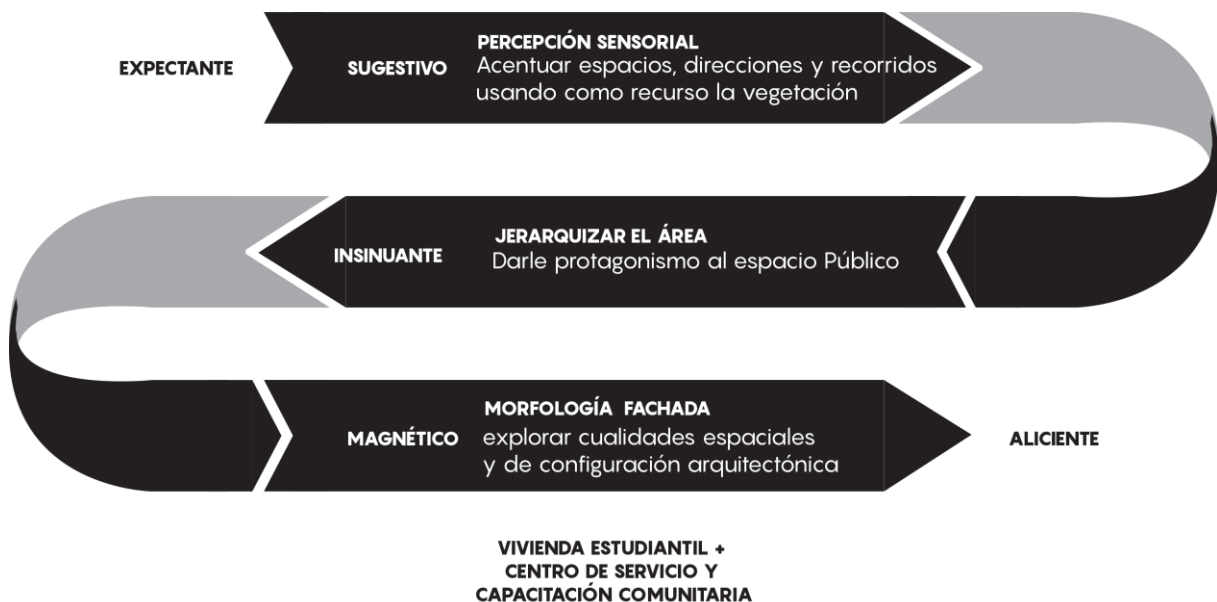 EXPECTANTE
SUGESTIVO
PERCEPCIÓN SENSORIAL
Acentuar espacios, direcciones y recorridos
usando como recurso la vegetación
INSINUANTE
JERARQUIZAR EL ÁREA
Darle protagonismo al espacio Público
MAGNÉTICO
MORFOLOGÍA FACHADA
explorar cualidades espaciales
y de configuración arquitectónica
ALICIENTE
VIVIENDA ESTUDIANTIL +
CENTRO DE SERVICIO Y
CAPACITACIÓN COMUNITARIA